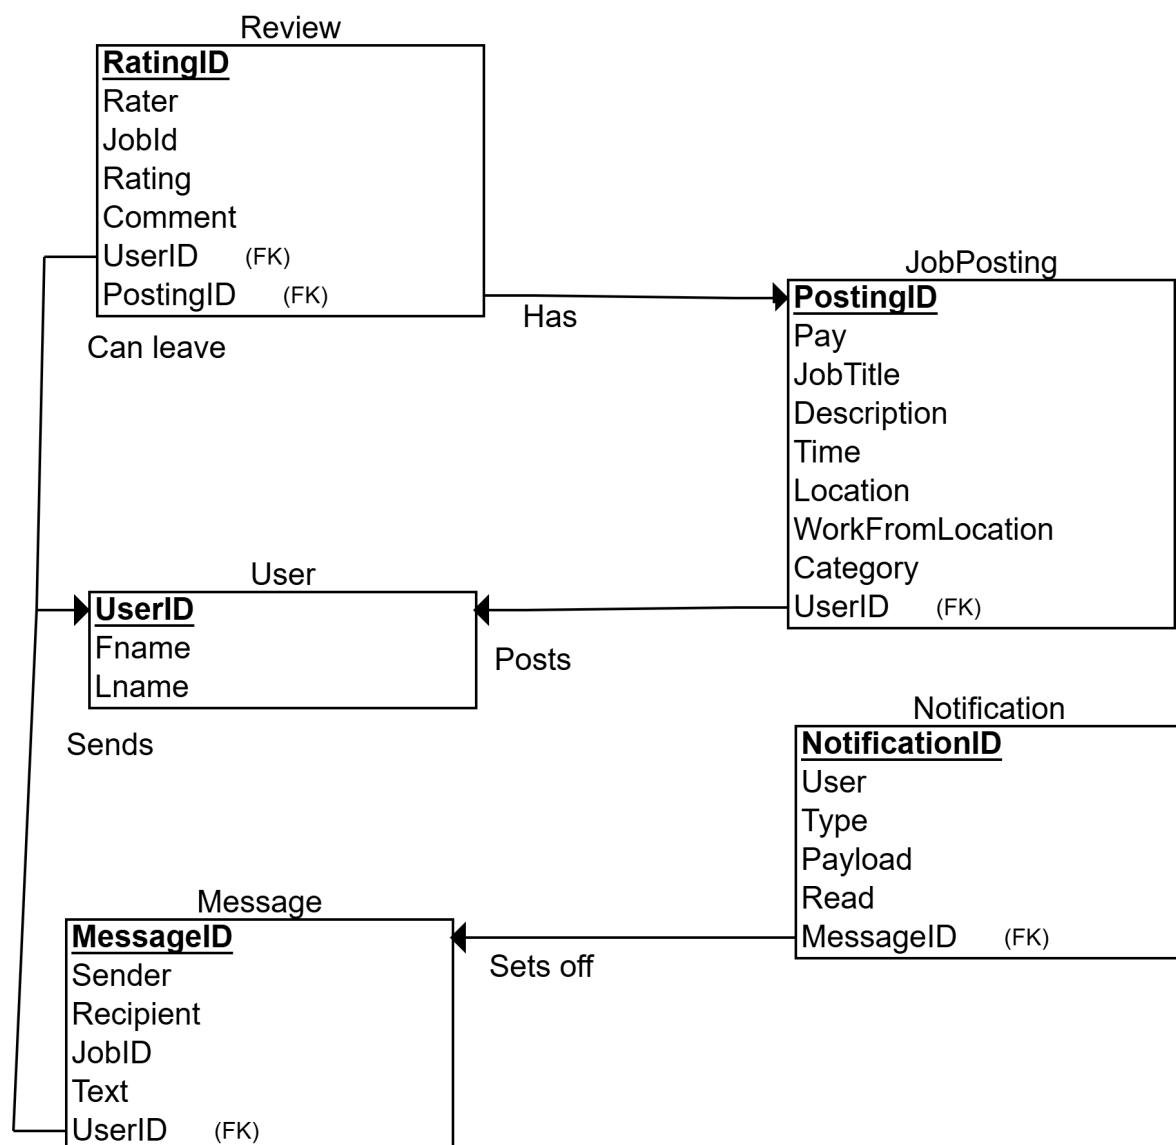 Review
RatingID
Rater
JobId
Rating
Comment
UserID (FK)
PostingID (FK)
Can leave
Has
JobPosting
PostingID
Pay
JobTitle
Description
Time
Location
WorkFromLocation
Category
UserID (FK)
User
UserID
Fname
Lname
Posts
Sends
Notification
NotificationID
User
Type
Payload
Read
MessageID (FK)
Sets off
Message
MessageID
Sender
Recipient
JobID
Text
UserID (FK)